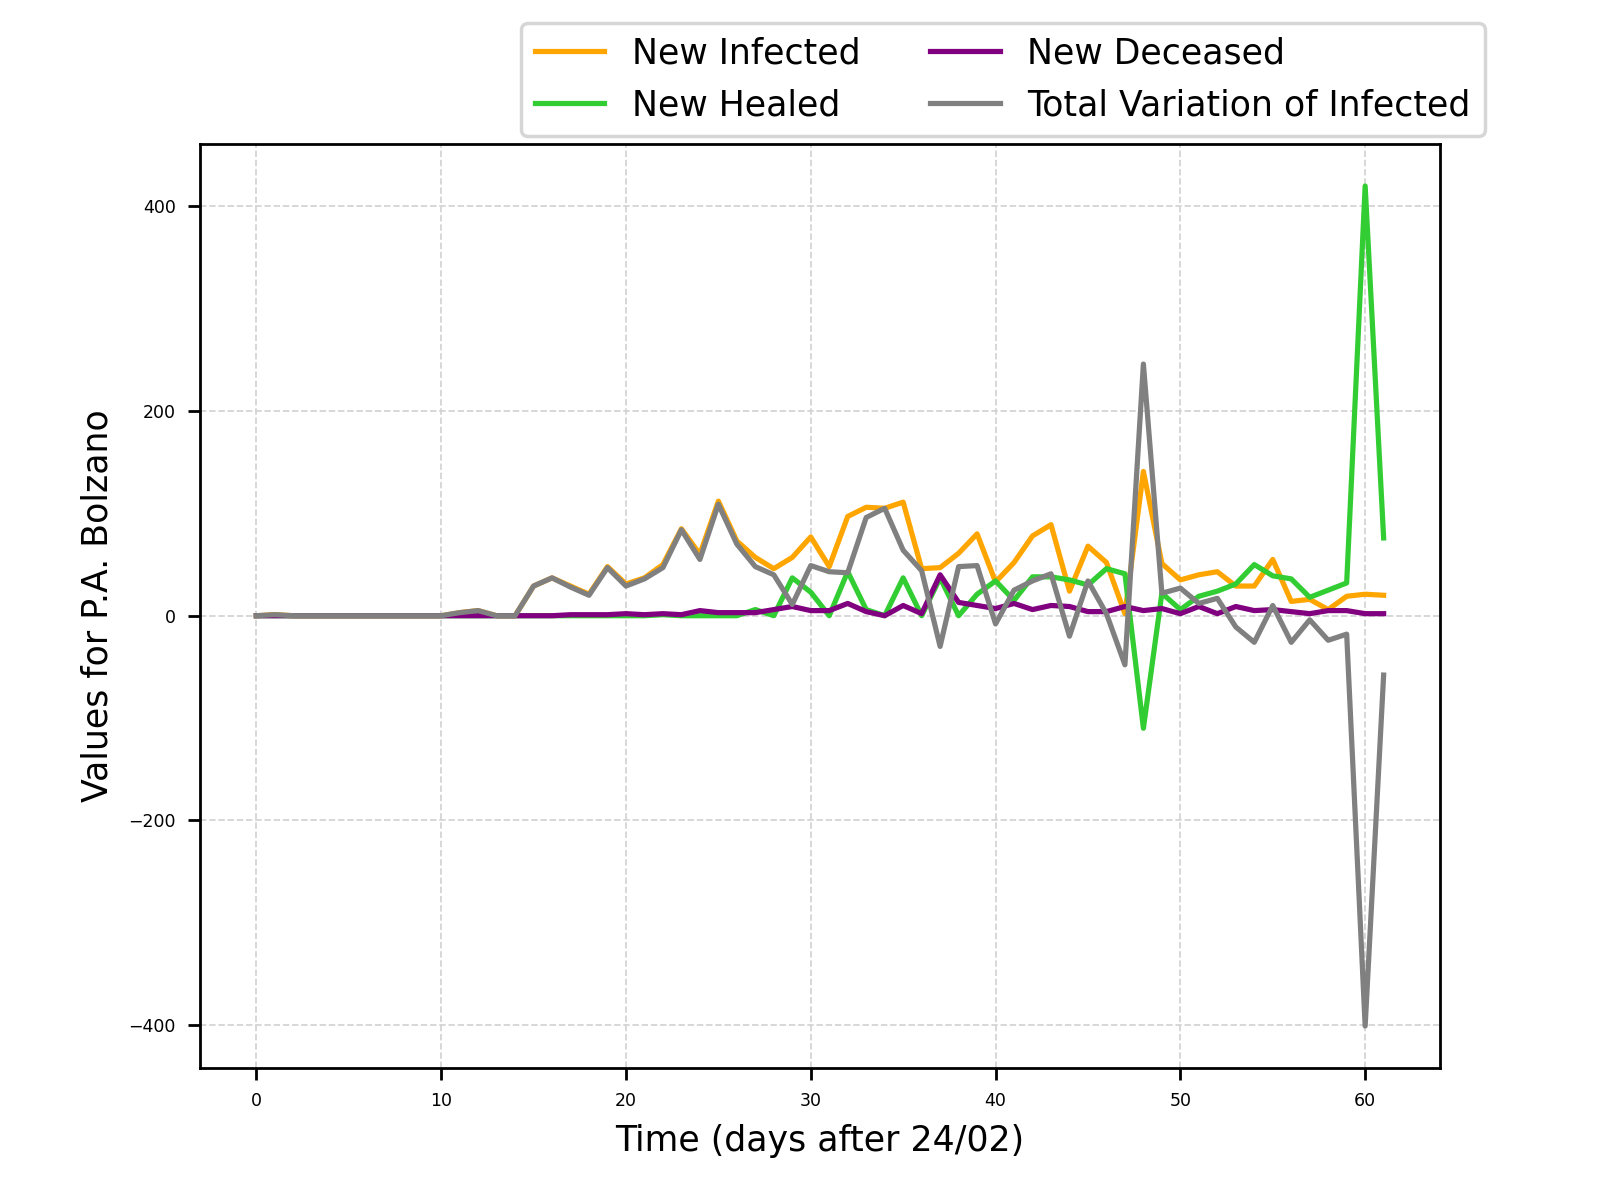 New Infected
New Healed
New Deceased
Total Variation of Infected
400
200
0
−200
−400
Values for P.A. Bolzano
0 10 20 30 40 50 60
Time (days after 24/02)